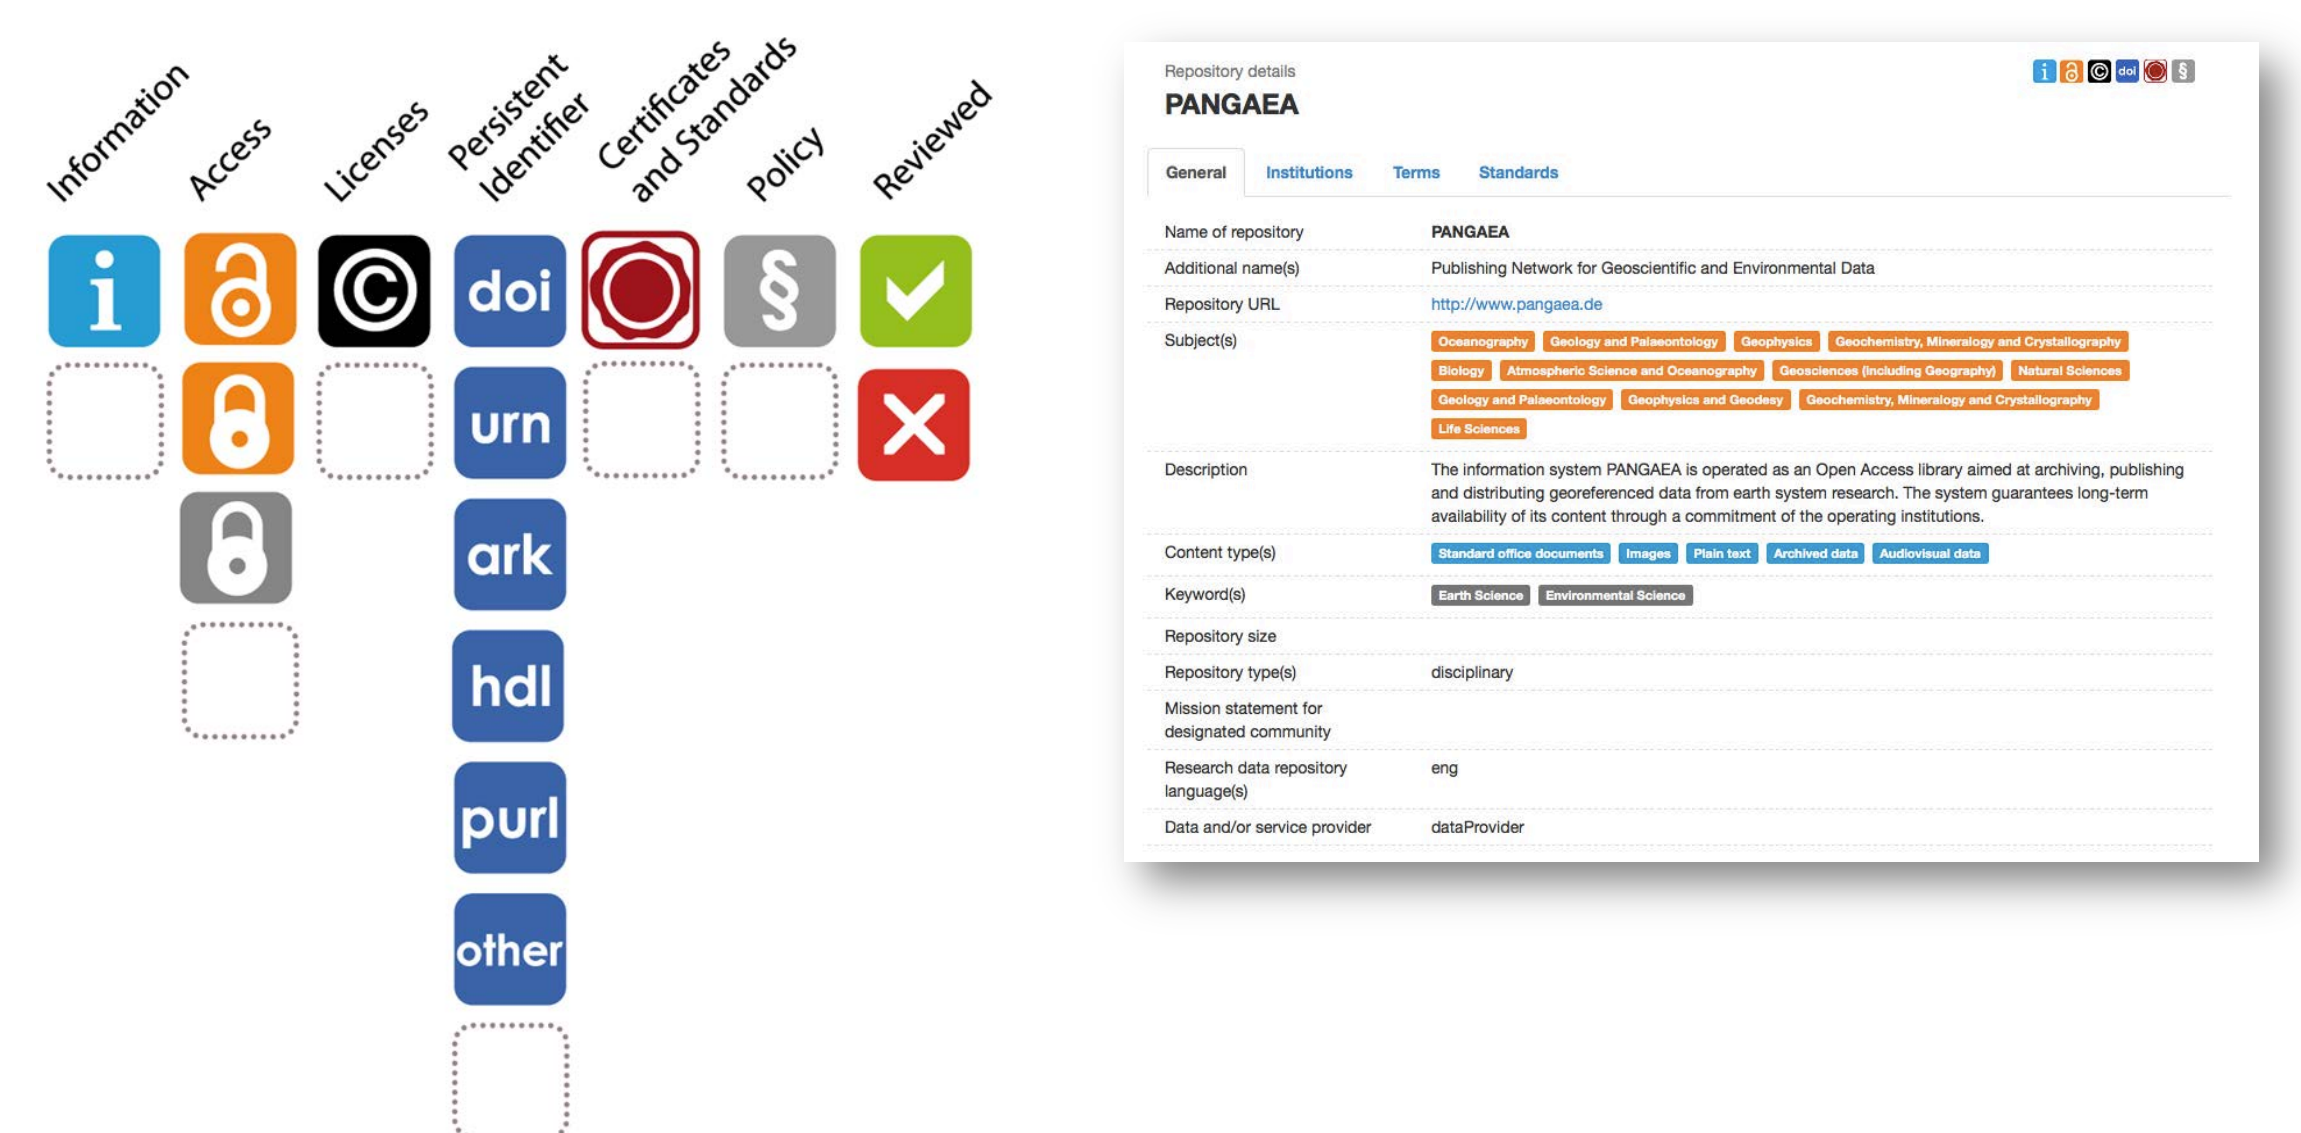 Information
Access
Licenses
Persistent
Identifier
Certificates
and Standards
Policy
Reviewed
i
©
doi
§
urn
ark
hdl
purl
other
Repository details
i © doi §
PANGAEA
General Institutions Terms Standards
Name of repository PANGAEA
Additional name(s) Publishing Network for Geoscientific and Environmental Data
Repository URL http://www.pangaea.de
Subject(s) Oceanography Geology and Palaeontology Geophysics Geochemistry, Mineralogy and Crystallography
Biology Atmospheric Science and Oceanography Geosciences (including Geography) Natural Sciences
Geology and Palaeontology Geophysics and Geodesy Geochemistry, Mineralogy and Crystallography
Life Sciences
Description The information system PANGAEA is operated as an Open Access library aimed at archiving, publishing
and distributing georeferenced data from earth system research. The system guarantees long-term
availability of its content through a commitment of the operating institutions.
Content type(s) Standard office documents Images Plain text Archived data Audiovisual data
Keyword(s) Earth Science Environmental Science
Repository size
Repository type(s) disciplinary
Mission statement for
designated community
Research data repository eng
language(s)
Data and/or service provider dataProvider